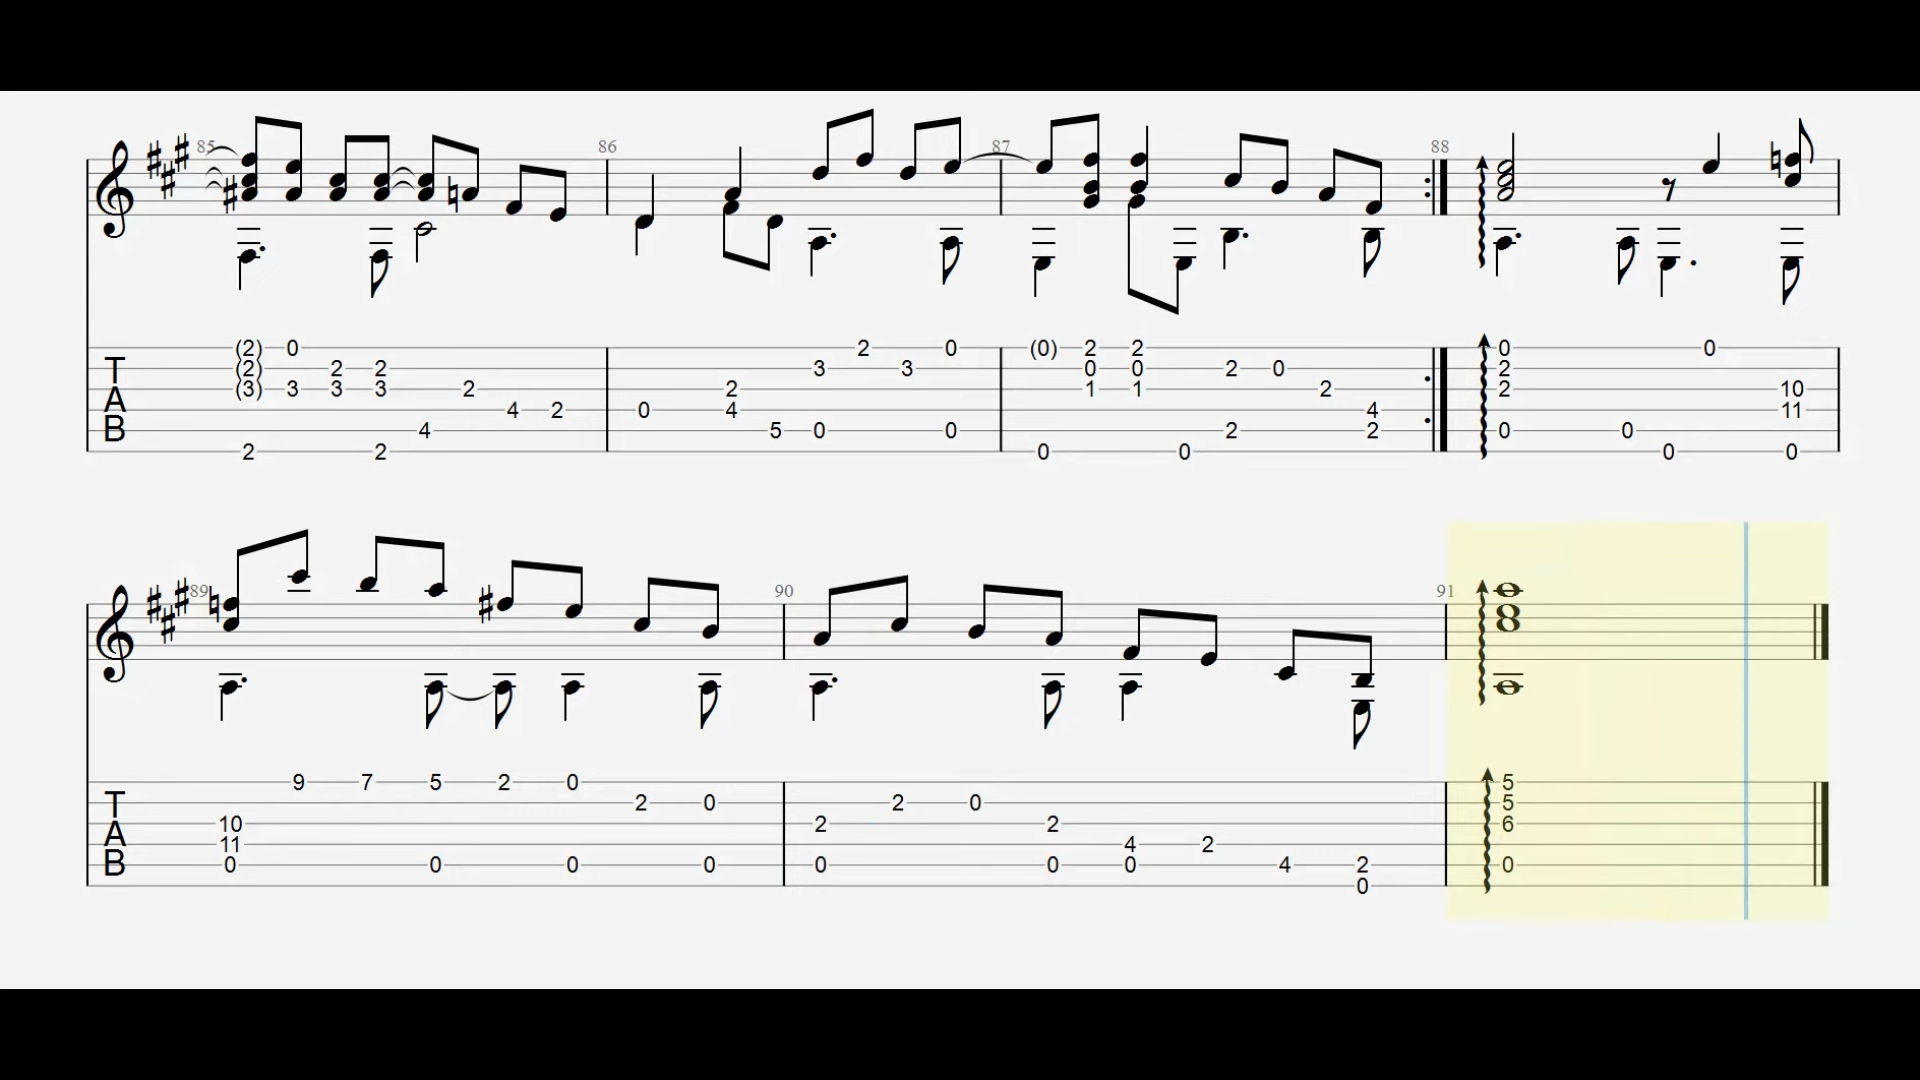 85 86 87 88
(2) 0 2 0 (0) 2 2 0 0
T (2) 2 2 3 3 0 0 2 0 2
(3) 3 3 3 2 2 1 1 2 2 10
A 4 2 0 4 4 11
B 4 5 0 0 2 2 0 0
2 2 0 0 0 0
89 90 91
9 7 5 2 0 5
T 2 0 2 0 5
10 2 2 6
A 11 4 2
B 0 0 0 0 0 0 0 4 2 0
0